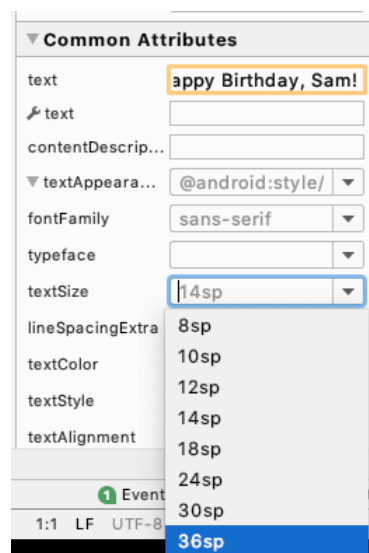 Common Attributes
text appy Birthday, Sam!
text
contentDescrip...
textAppeara... @android:style/
fontFamily sans-serif
typeface
textSize 14sp
lineSpacingExtra 8sp
10sp
textColor
12sp
textStyle 14sp
18sp
textAlignment
24sp
1 Event
30sp
1:1 LF UTF-8
36sp